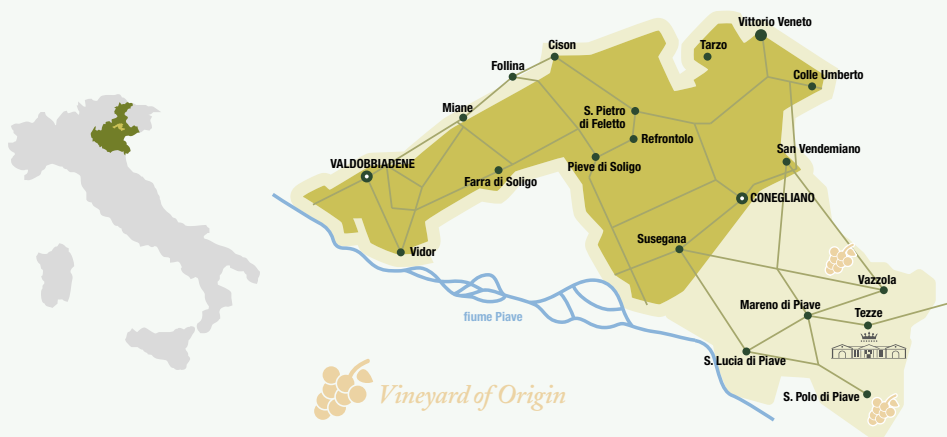 Vittorio Veneto
Cison
Tarzo
Follina
Colle Umberto
Miane
S. Pietro
di Feletto
Refrontolo
San Vendemiano
VALDOBBIADENE
Pieve di Soligo
Farra di Soligo
CONEGLIANO
Susegana
Vidor
Vazzola
Mareno di Piave
Tezze
fiume Piave
S. Lucia di Piave
Vineyard of Origin
S. Polo di Piave